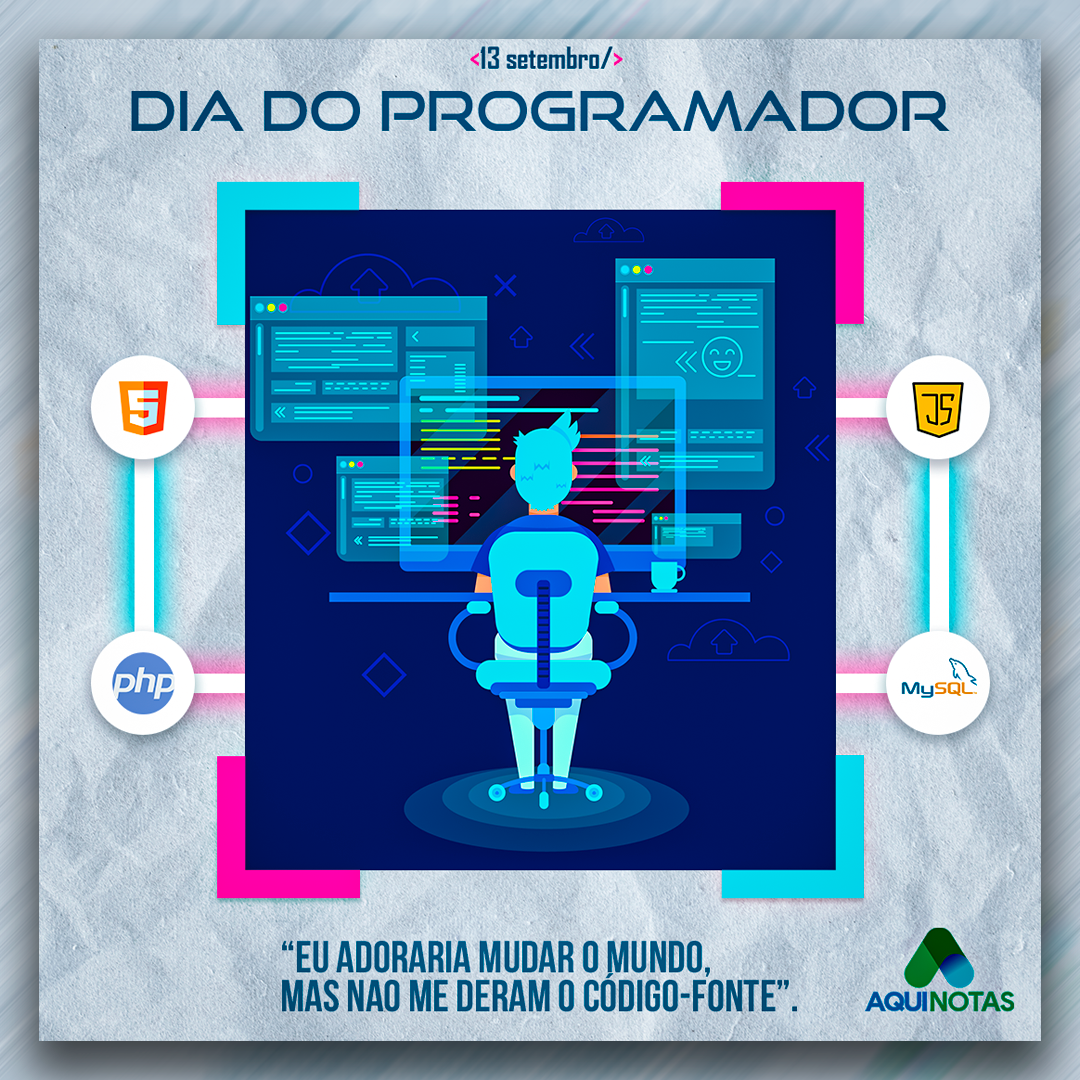 <13 setembro/>
DIA DO PROGRAMADOR
5
JS
php
MySQL
“EU ADORARIA MUDAR O MUNDO,
MAS NAO ME DERAM O CÓDIGO-FONTE”.
AQUINOTAS